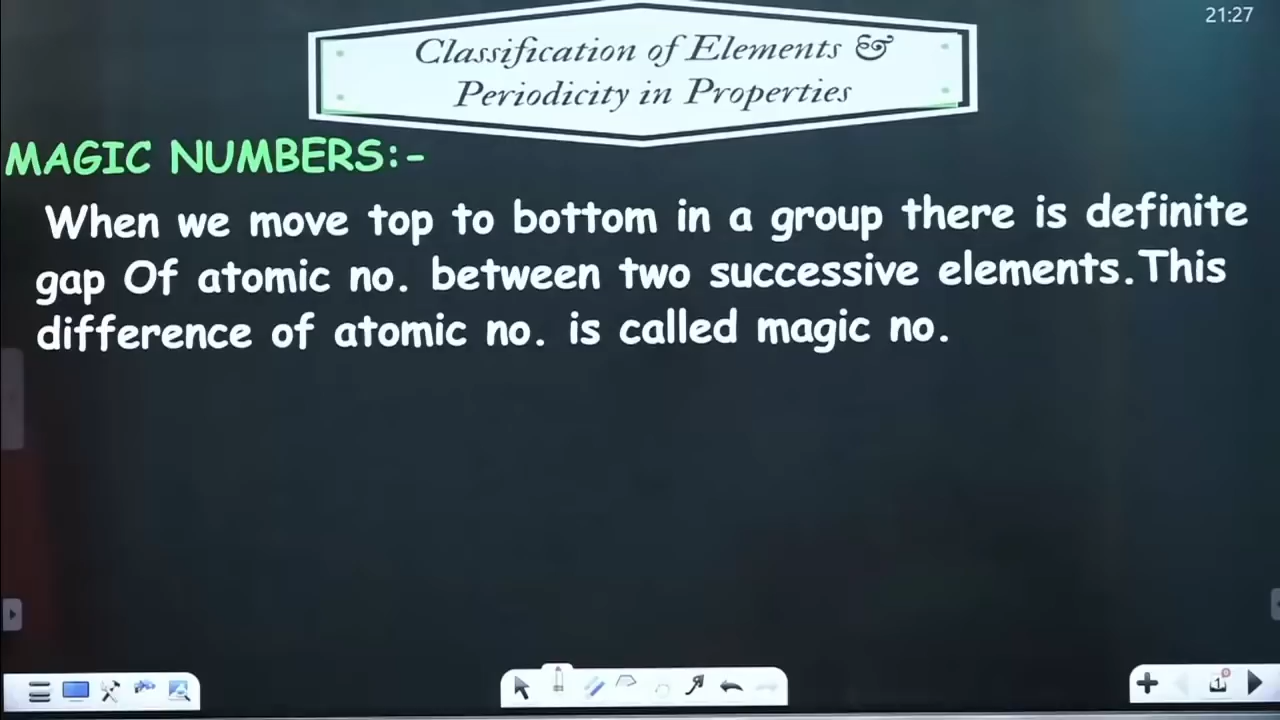 21:27
Classification of Elements &
Periodicity in Properties
MAGIC NUMBERS:-
When we move top to bottom in a group there is definite
gap Of atomic no. between two successive elements.This
difference of atomic no. is called magic no.
1